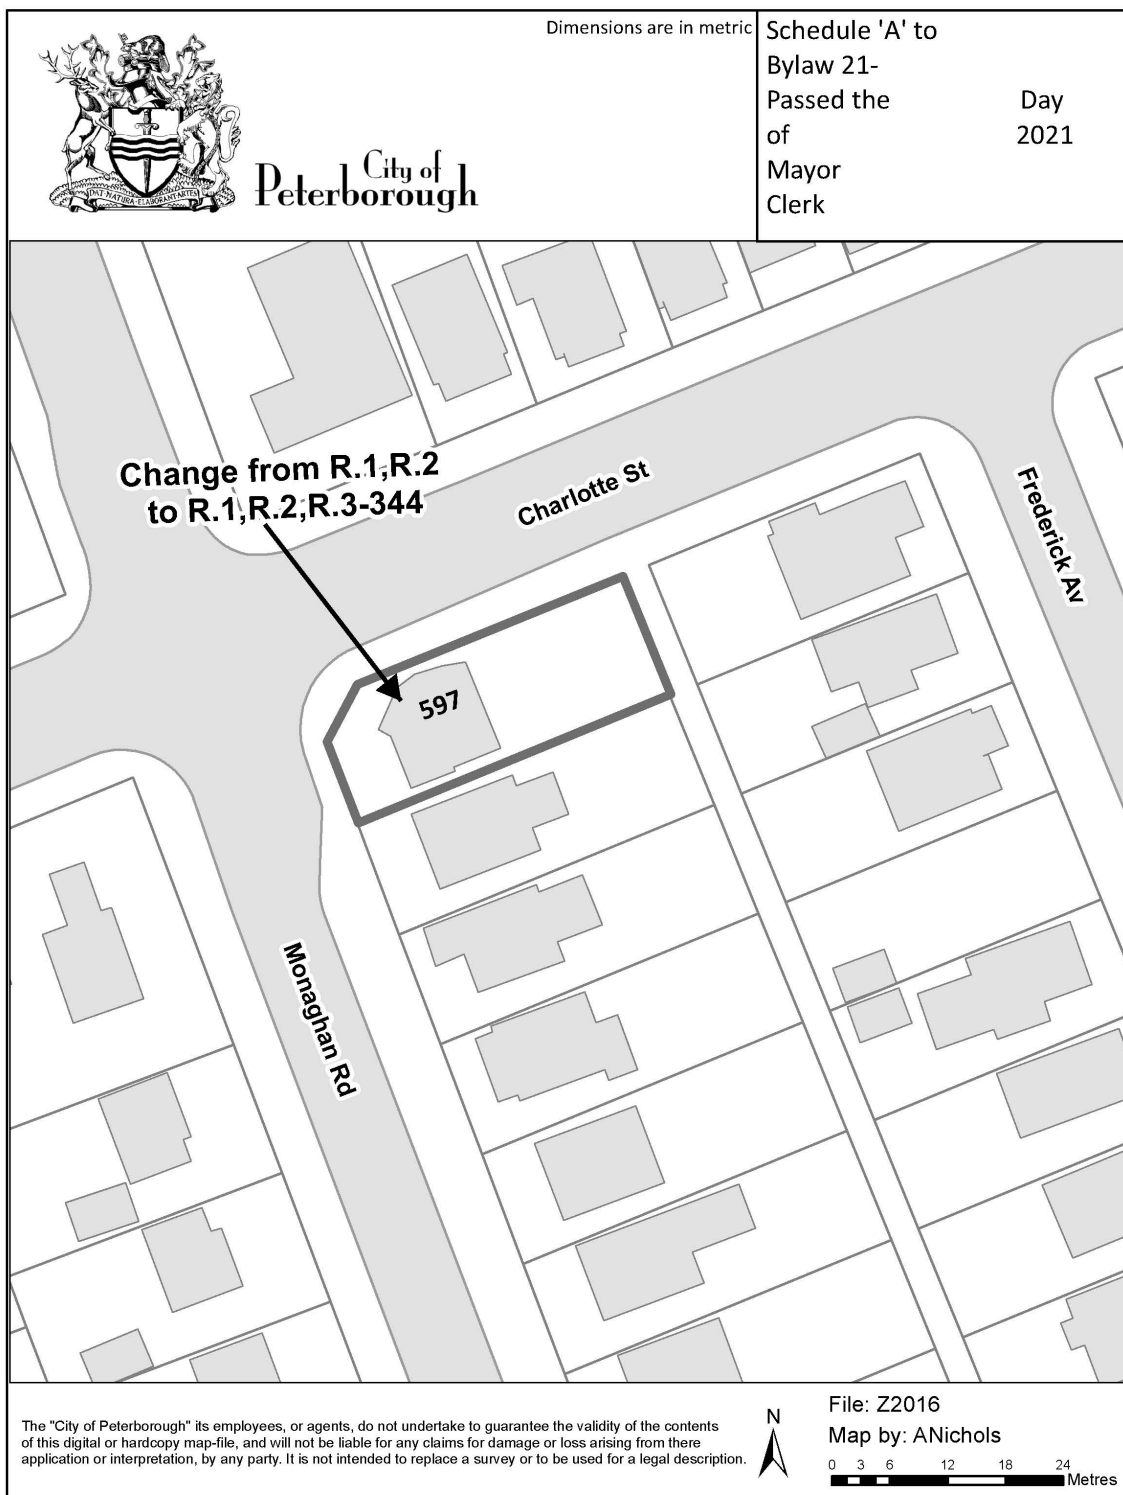 Dimensions are in metric
Schedule 'A' to
Bylaw 21-
Passed the Day
of 2021
Mayor
Clerk
DAT·NATURA·ELABORANT·ARTES
City of
Peterborough
Change from R.1,R.2
to R.1,R.2,R.3-344
Charlotte St
Frederick Av
597
Monaghan Rd
The "City of Peterborough" its employees, or agents, do not undertake to guarantee the validity of the contents
of this digital or hardcopy map-file, and will not be liable for any claims for damage or loss arising from there
application or interpretation, by any party. It is not intended to replace a survey or to be used for a legal description.
N
File: Z2016
Map by: ANichols
0 3 6 12 18 24
Metres